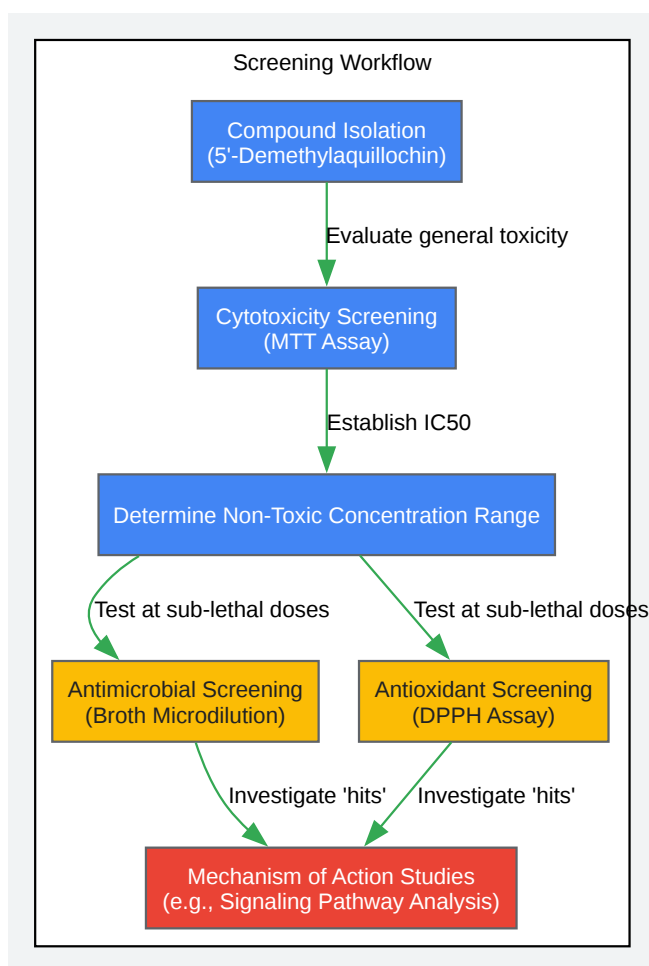 Screening Workflow
Compound Isolation
(5'-Demethylaquillochin)
Evaluate general toxicity
Cytotoxicity Screening
(MTT Assay)
Establish IC50
Determine Non-Toxic Concentration Range
Test at sub-lethal doses
Test at sub-lethal doses
Antimicrobial Screening
(Broth Microdilution)
Antioxidant Screening
(DPPH Assay)
Investigate 'hits'
Investigate 'hits'
Mechanism of Action Studies
(e.g., Signaling Pathway Analysis)